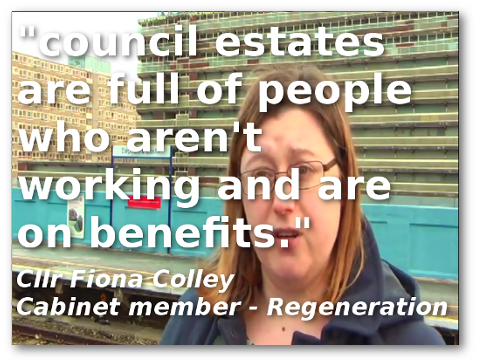 "council estates
are full of people
who aren't
working and are
on benefits."
Cllr Fiona Colley
Cabinet member - Regeneration